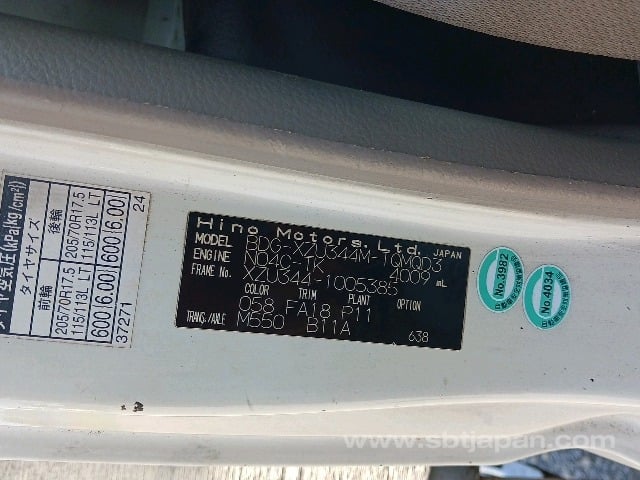 タイヤ空気圧(kPa(kg/cm²))
タイヤサイズ
前輪 後輪
205/70R17.5 205/70R17.5
115/113L LT 115/113L LT
600(6.00) 600(6.00)
37271 24
Hino Motors, Ltd. JAPAN
MODEL BDG-XZU344M-TQMQD3
ENGINE N04C-TK 4009 mL
FRAME No. XZU344-1005385
COLOR TRIM PLANT OPTION
058 FA18 P11
TRANS./AXLE M550 B11A
638
No.3982
No.4034
www.sbtjapan.com